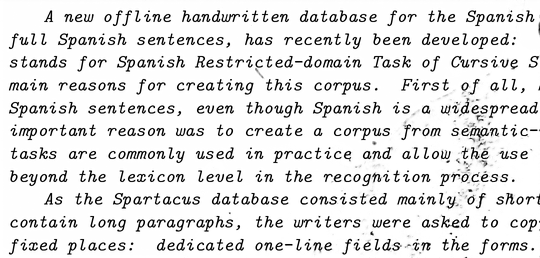 A new offline handwritten database for the Spanish
full Spanish sentences, has recently been developed:
stands for Spanish Restricted-domain Task of Cursive S
main reasons for creating this corpus. First of all,
Spanish sentences, even though Spanish is a widespread
important reason was to create a corpus from semantic-
tasks are commonly used in practice and allow the use
beyond the lexicon level in the recognition process.
As the Spartacus database consisted mainly of short
contain long paragraphs, the writers were asked to cop
fixed places: dedicated one-line fields in the forms.